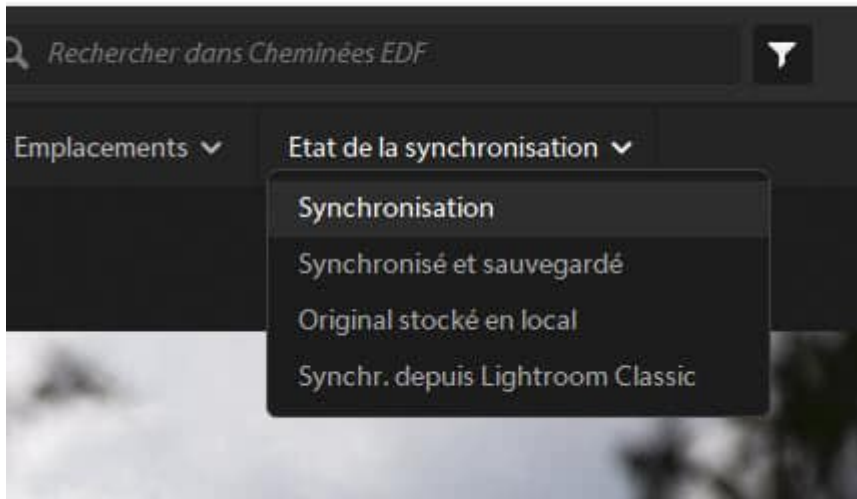 Rechercher dans Cheminées EDF
Emplacements
Etat de la synchronisation
Synchronisation
Synchronisé et sauvegardé
Original stocké en local
Synchr. depuis Lightroom Classic